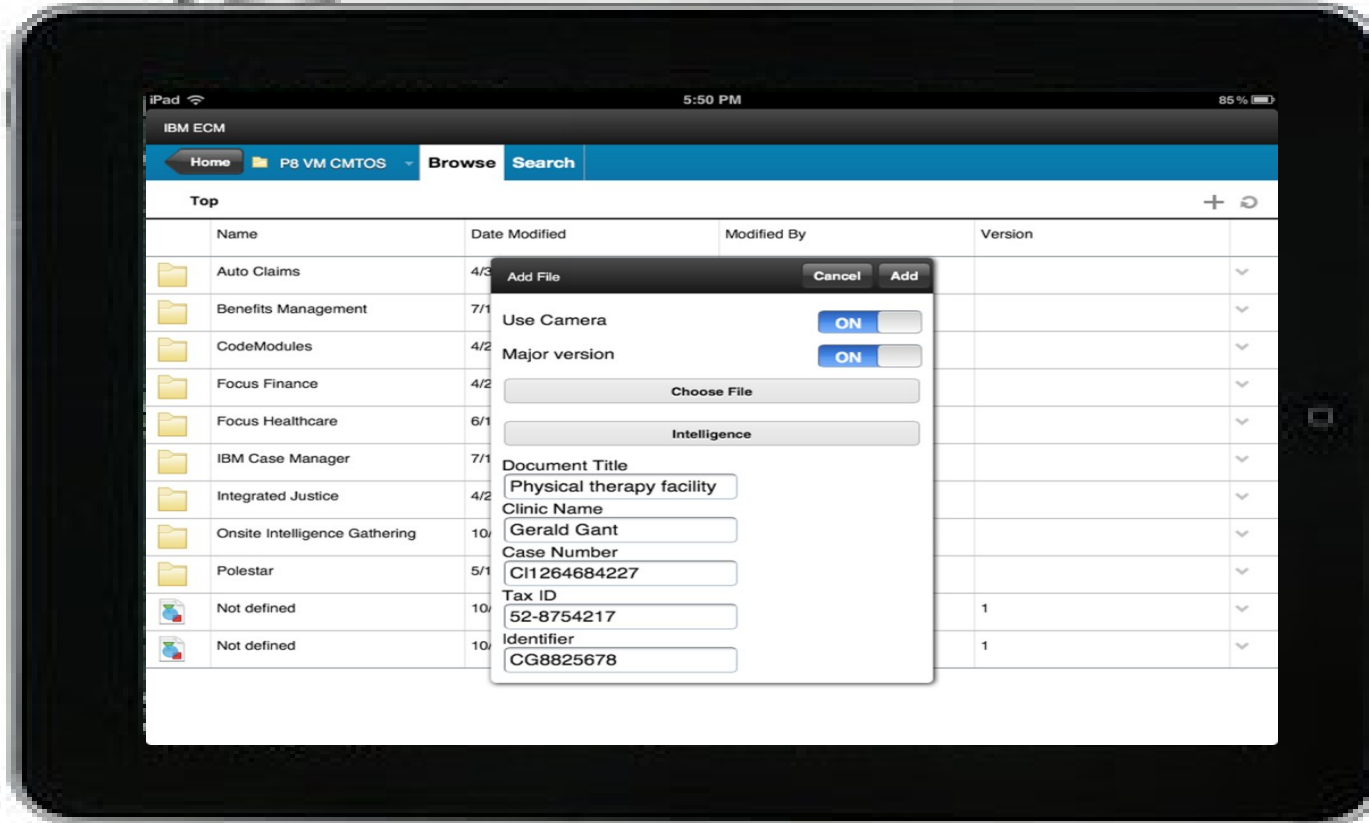 iPad 5:50 PM 85%
IBM ECM
Home P8 VM CMTOS Browse Search
Top
Name Date Modified Modified By Version
Auto Claims 4/3
Add File Cancel Add
Benefits Management 7/1
Use Camera ON
CodeModules 4/2
Major version ON
Focus Finance 4/2
Choose File
Focus Healthcare 6/1
Intelligence
IBM Case Manager 7/1
Document Title
Physical therapy facility
Integrated Justice 4/2
Clinic Name
Gerald Gant
Onsite Intelligence Gathering 10/
Case Number
CI1264684227
Polestar 5/1
Tax ID
52-8754217
Not defined 10/ 1
Identifier
CG8825678
Not defined 10/ 1